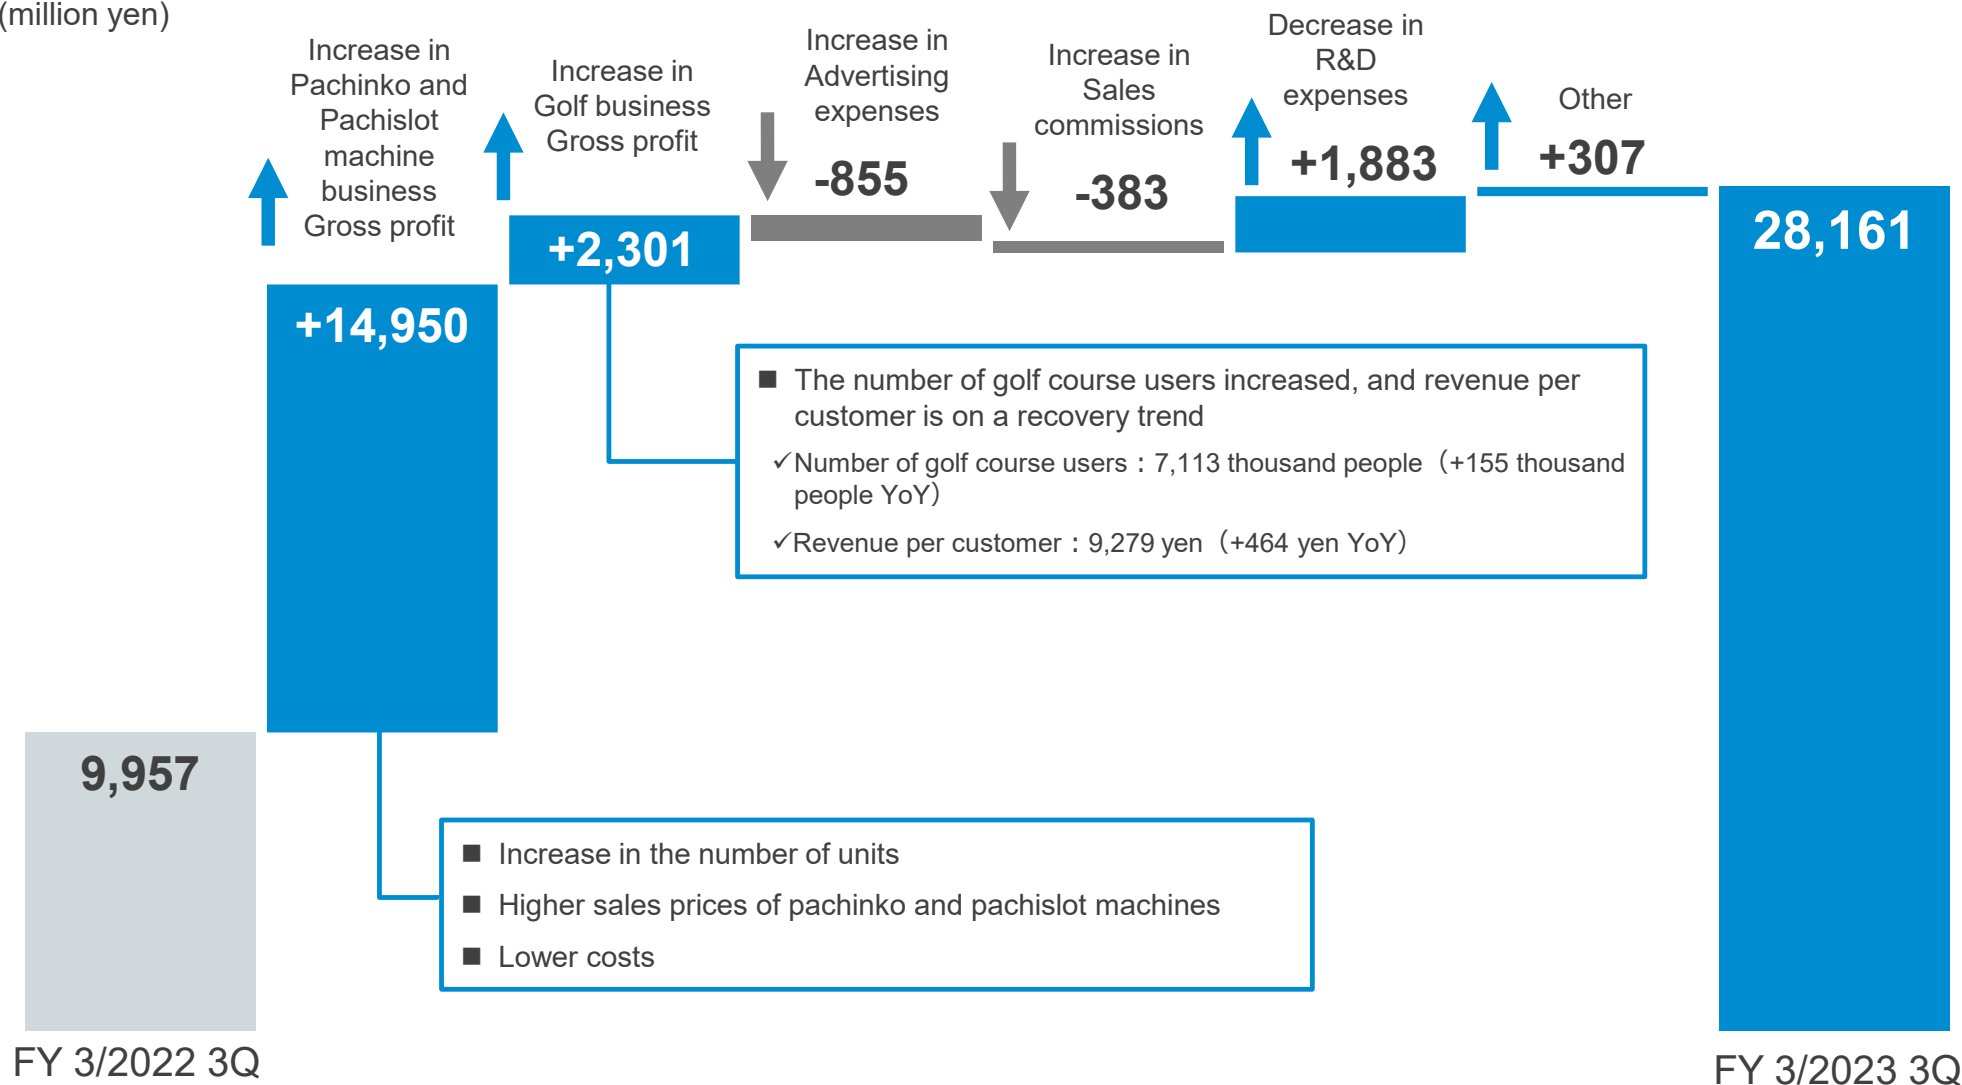 (million yen)
Increase in
Pachinko and
Pachislot
machine
business
Gross profit
+14,950
Increase in
Golf business
Gross profit
+2,301
Increase in
Advertising
expenses
-855
Increase in
Sales
commissions
-383
Decrease in
R&D
expenses
+1,883
Other
+307
28,161
■ The number of golf course users increased, and revenue per
customer is on a recovery trend
✓Number of golf course users：7,113 thousand people（+155 thousand
people YoY）
✓Revenue per customer：9,279 yen（+464 yen YoY）
9,957
■ Increase in the number of units
■ Higher sales prices of pachinko and pachislot machines
■ Lower costs
FY 3/2022 3Q
FY 3/2023 3Q